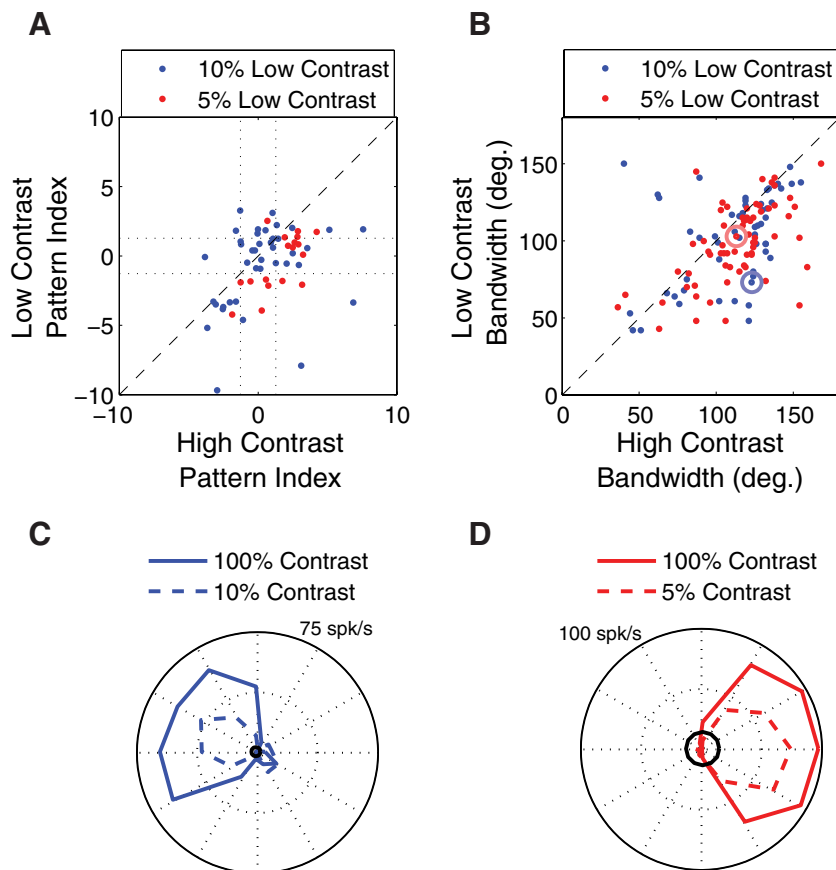 A
10% Low Contrast
5% Low Contrast
10
5
0
−5
−10
−10
0
10
Low Contrast
Pattern Index
High Contrast
Pattern Index
B
10% Low Contrast
5% Low Contrast
150
100
50
0
0
50
100
150
Low Contrast
Bandwidth (deg.)
High Contrast
Bandwidth (deg.)
C
100% Contrast
10% Contrast
75 spk/s
D
100% Contrast
5% Contrast
100 spk/s